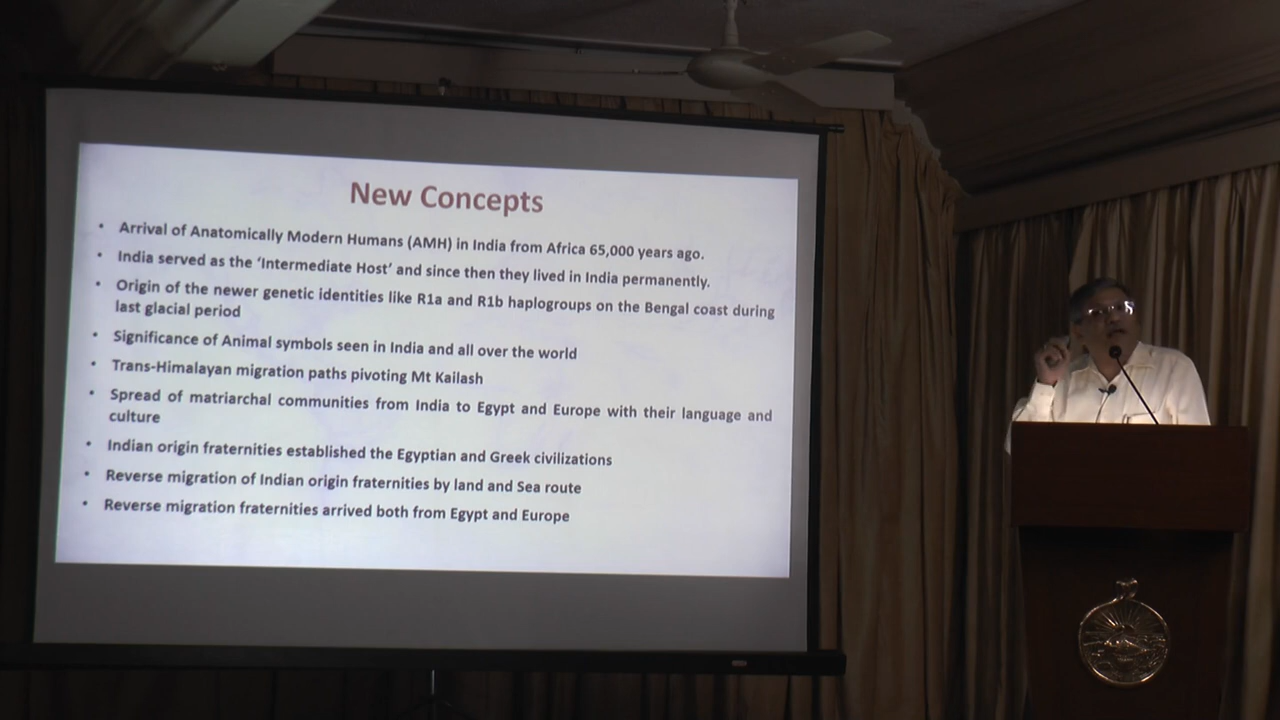 New Concepts
• Arrival of Anatomically Modern Humans (AMH) in India from Africa 65,000 years ago.
• India served as the ‘Intermediate Host’ and since then they lived in India permanently.
• Origin of the newer genetic identities like R1a and R1b haplogroups on the Bengal coast during
last glacial period
• Significance of Animal symbols seen in India and all over the world
• Trans-Himalayan migration paths pivoting Mt Kailash
• Spread of matriarchal communities from India to Egypt and Europe with their language and
culture
• Indian origin fraternities established the Egyptian and Greek civilizations
• Reverse migration of Indian origin fraternities by land and Sea route
• Reverse migration fraternities arrived both from Egypt and Europe